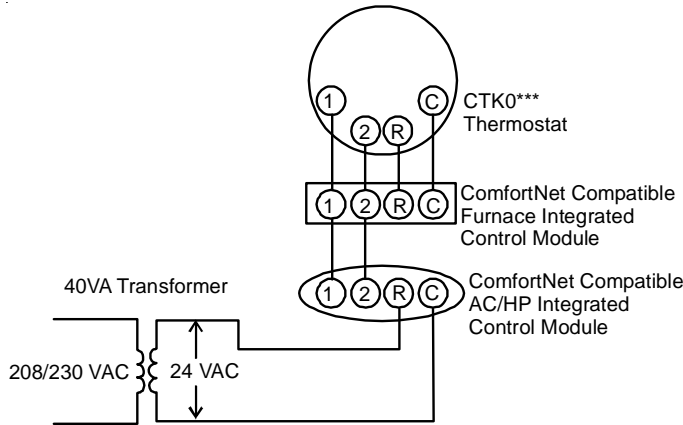 1
C
2
R
CTK0***
Thermostat
1
2
R
C
ComfortNet Compatible
Furnace Integrated
Control Module
40VA Transformer
1
2
R
C
ComfortNet Compatible
AC/HP Integrated
Control Module
208/230 VAC
24 VAC